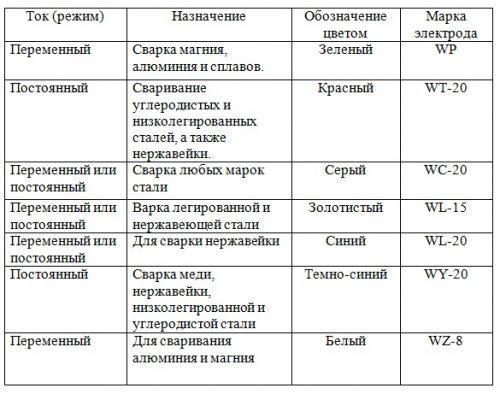 Ток (режим) Назначение Обозначение цветом Марка электрода
Переменный Сварка магния, алюминия и сплавов. Зеленый WP
Постоянный Сваривание углеродистых и низколегированных сталей, а также нержавейки. Красный WT-20
Переменный или постоянный Сварка любых марок стали Серый WC-20
Переменный или постоянный Варка легированной и нержавеющей стали Золотистый WL-15
Переменный или постоянный Для сварки нержавейки Синий WL-20
Постоянный Сварка меди, нержавейки, низколегированной и углеродистой стали Темно-синий WY-20
Переменный Для сваривания алюминия и магния Белый WZ-8